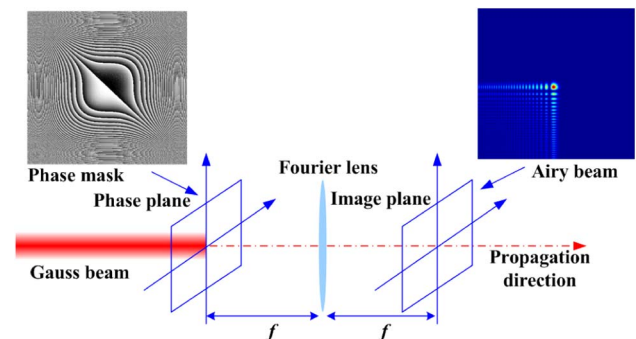 Phase mask
Phase plane
Fourier lens
Image plane
Airy beam
Gauss beam
Propagation
direction
f
f